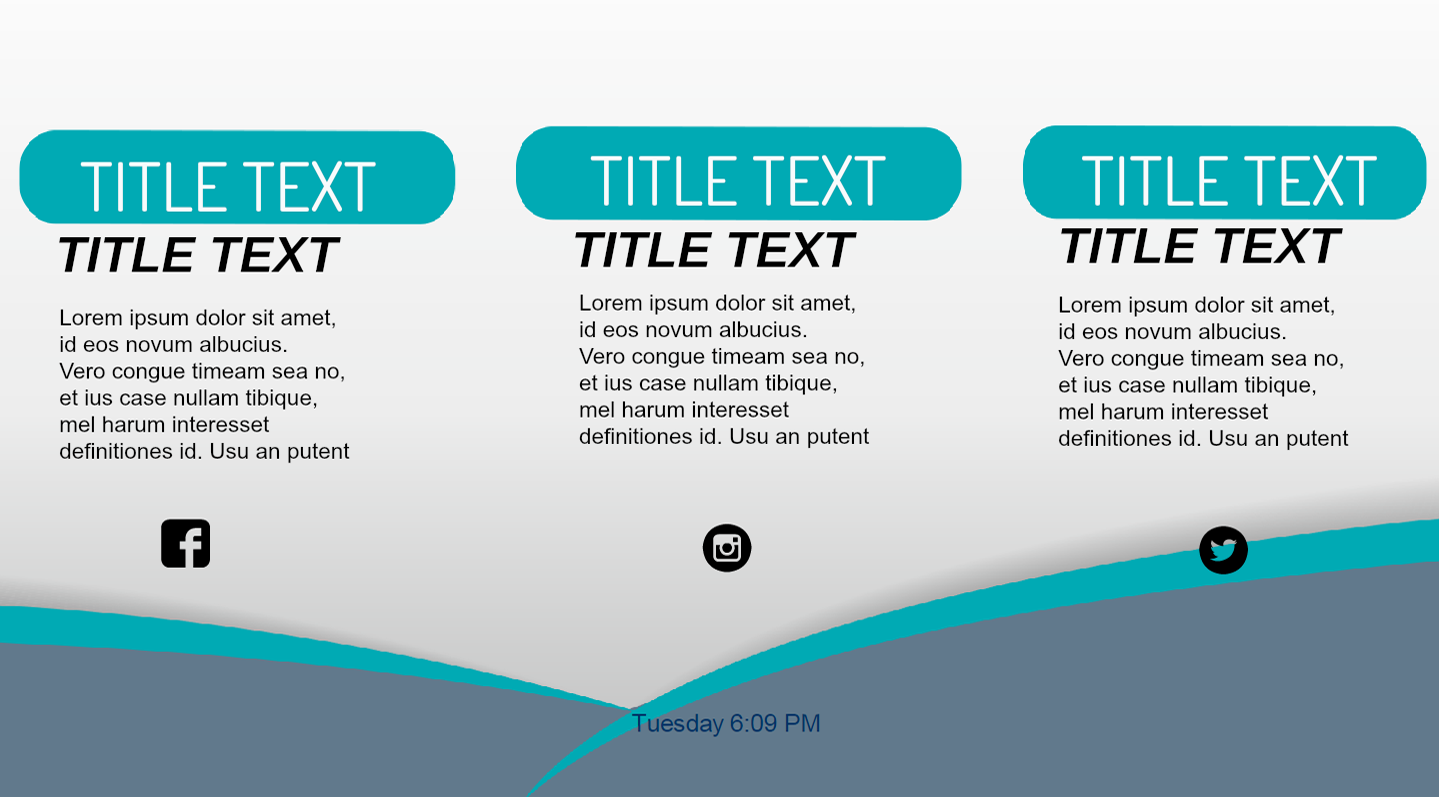 TITLE TEXT
TITLE TEXT
Lorem ipsum dolor sit amet,
id eos novum albucius.
Vero congue timeam sea no,
et ius case nullam tibique,
mel harum interesset
definitiones id. Usu an putent
TITLE TEXT
TITLE TEXT
Lorem ipsum dolor sit amet,
id eos novum albucius.
Vero congue timeam sea no,
et ius case nullam tibique,
mel harum interesset
definitiones id. Usu an putent
TITLE TEXT
TITLE TEXT
Lorem ipsum dolor sit amet,
id eos novum albucius.
Vero congue timeam sea no,
et ius case nullam tibique,
mel harum interesset
definitiones id. Usu an putent
Tuesday 6:09 PM